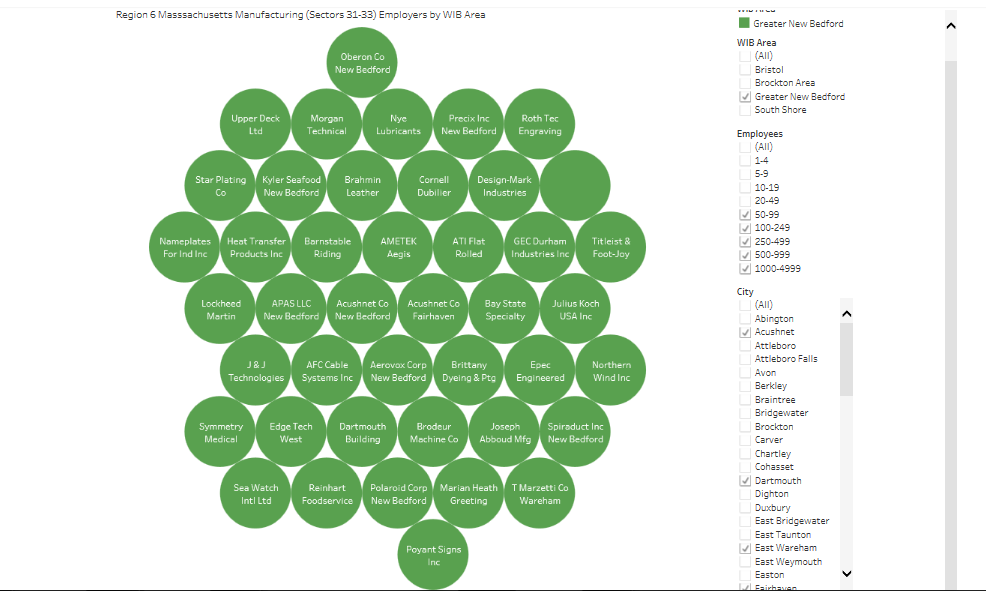 Region 6 Masssachusetts Manufacturing (Sectors 31-33) Employers by WIB Area
Oberon Co
New Bedford
Upper Deck
Ltd
Morgan
Technical
Nye
Lubricants
Precix Inc
New Bedford
Roth Tec
Engraving
Star Plating
Co
Kyler Seafood
New Bedford
Brahmin
Leather
Cornell
Dubilier
Design-Mark
Industries
Nameplates
For Ind Inc
Heat Transfer
Products Inc
Barnstable
Riding
AMETEK
Aegis
ATI Flat
Rolled
GEC Durham
Industries Inc
Titleist &
Foot-Joy
Lockheed
Martin
APAS LLC
New Bedford
Acushnet Co
New Bedford
Acushnet Co
Fairhaven
Bay State
Specialty
Julius Koch
USA Inc
J & J
Technologies
AFC Cable
Systems Inc
Aerovox Corp
New Bedford
Brittany
Dyeing & Ptg
Epec
Engineered
Northern
Wind Inc
Symmetry
Medical
Edge Tech
West
Dartmouth
Building
Brodeur
Machine Co
Joseph
Abboud Mfg
Spiraduct Inc
New Bedford
Sea Watch
Intl Ltd
Reinhart
Foodservice
Polaroid Corp
New Bedford
Marian Heath
Greeting
T Marzetti Co
Wareham
Poyant Signs
Inc
WIB Area
Greater New Bedford
WIB Area
(All)
Bristol
Brockton Area
Greater New Bedford
South Shore
Employees
(All)
1-4
5-9
10-19
20-49
50-99
100-249
250-499
500-999
1000-4999
City
(All)
Abington
Acushnet
Attleboro
Attleboro Falls
Avon
Berkley
Braintree
Bridgewater
Brockton
Carver
Chartley
Cohasset
Dartmouth
Dighton
Duxbury
East Bridgewater
East Taunton
East Wareham
East Weymouth
Easton
Fairhaven